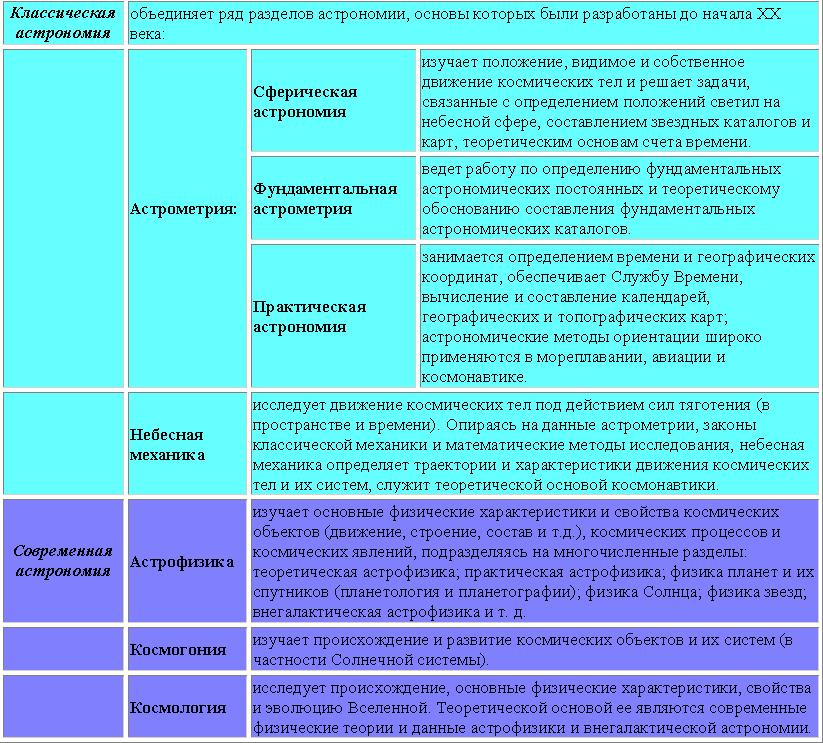 Классическая
астрономия
объединяет ряд разделов астрономии, основы которых были разработаны до начала XX
века:
Астрометрия:
Сферическая
астрономия
изучает положение, видимое и собственное
движение космических тел и решает задачи,
связанные с определением положений светил на
небесной сфере, составлением звездных каталогов и
карт, теоретическим основам счета времени.
Фундаментальная
астрометрия
ведет работу по определению фундаментальных
астрономических постоянных и теоретическому
обоснованию составления фундаментальных
астрономических каталогов.
Практическая
астрономия
занимается определением времени и географических
координат, обеспечивает Службу Времени,
вычисление и составление календарей,
географических и топографических карт;
астрономические методы ориентации широко
применяются в мореплавании, авиации и
космонавтике.
Небесная
механика
исследует движение космических тел под действием сил тяготения (в
пространстве и времени). Опираясь на данные астрометрии, законы
классической механики и математические методы исследования, небесная
механика определяет траектории и характеристики движения космических
тел и их систем, служит теоретической основой космонавтики.
Современная
астрономия
Астрофизика
изучает основные физические характеристики и свойства космических
объектов (движение, строение, состав и т.д.), космических процессов и
космических явлений, подразделяясь на многочисленные разделы:
теоретическая астрофизика; практическая астрофизика; физика планет и их
спутников (планетология и планетографии); физика Солнца; физика звезд;
внегалактическая астрофизика и т. д.
Космогония
изучает происхождение и развитие космических объектов и их систем (в
частности Солнечной системы).
Космология
исследует происхождение, основные физические характеристики, свойства
и эволюцию Вселенной. Теоретической основой ее являются современные
физические теории и данные астрофизики и внегалактической астрономии.